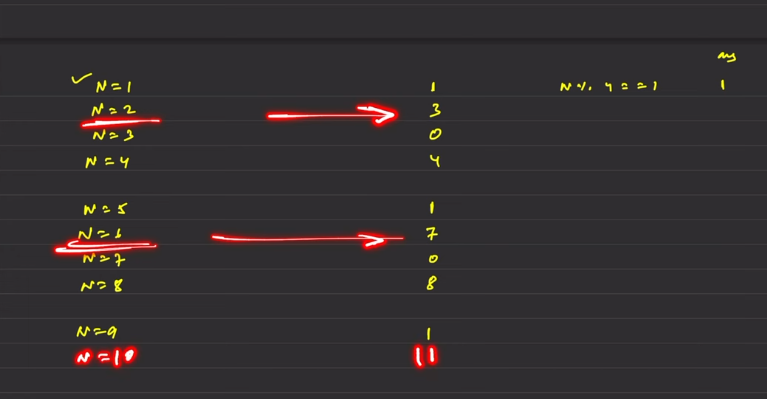 ans
N=1 1 N % 4 == 1 1
N=2 3
N=3 0
N=4 4
N=5 1
N=6 7
N=7 0
N=8 8
N=9 1
N=10 11